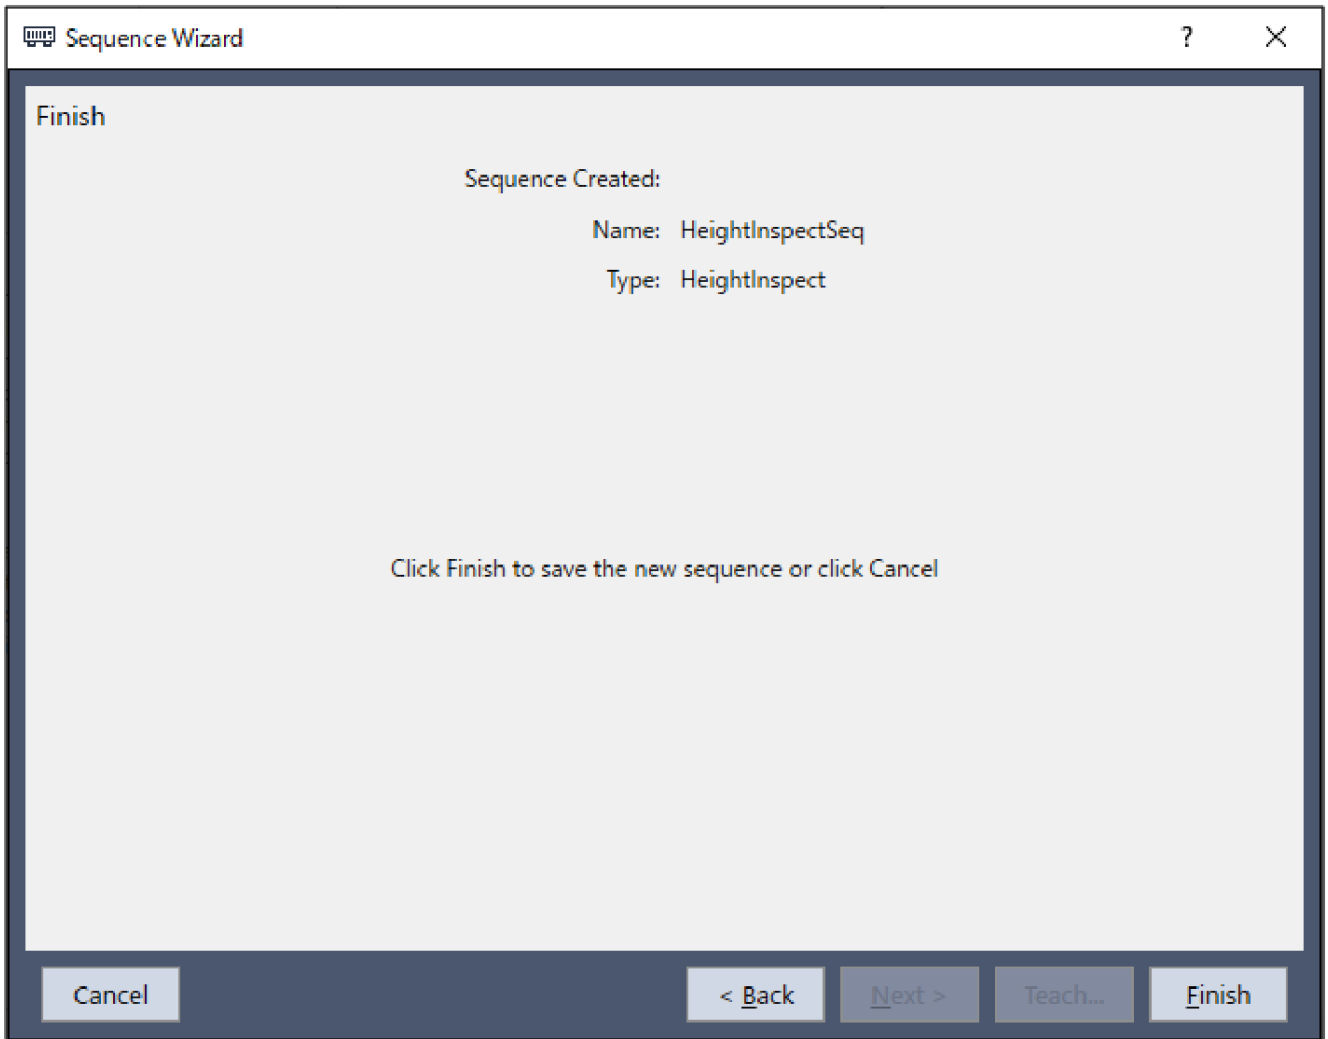 Sequence Wizard ? ×
Finish
Sequence Created:
Name: HeightInspectSeq
Type: HeightInspect
Click Finish to save the new sequence or click Cancel
Cancel < Back Next > Teach... Finish